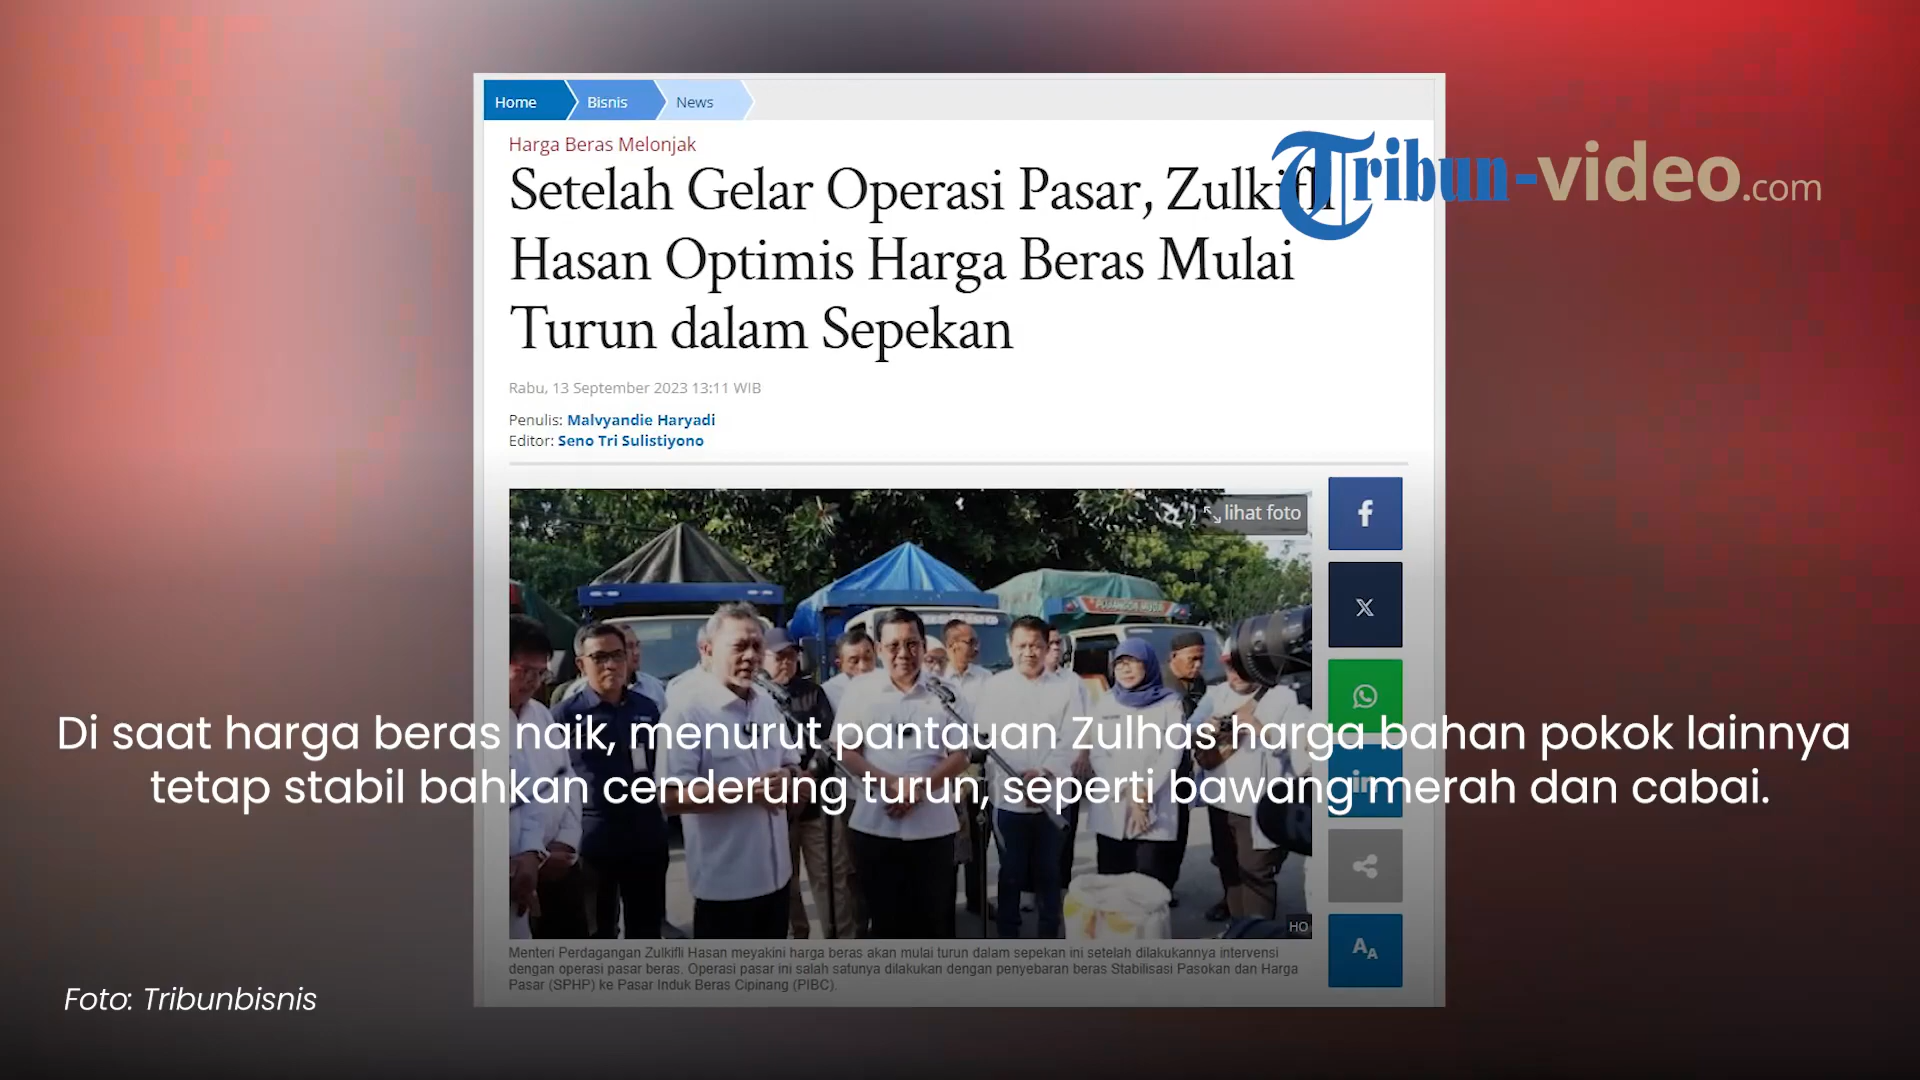 Home Bisnis News
Harga Beras Melonjak
Tribun-video.com
Setelah Gelar Operasi Pasar, Zulkifli
Hasan Optimis Harga Beras Mulai
Turun dalam Sepekan
Rabu, 13 September 2023 13:11 WIB
Penulis: Malvyandie Haryadi
Editor: Seno Tri Sulistiyono
lihat foto
Di saat harga beras naik, menurut pantauan Zulhas harga bahan pokok lainnya
tetap stabil bahkan cenderung turun, seperti bawang merah dan cabai.
in
HO
AA
Menteri Perdagangan Zulkifli Hasan meyakini harga beras akan mulai turun dalam sepekan ini setelah dilakukannya intervensi
dengan operasi pasar beras. Operasi pasar ini salah satunya dilakukan dengan penyebaran beras Stabilisasi Pasokan dan Harga
Pasar (SPHP) ke Pasar Induk Beras Cipinang (PIBC).
Foto: Tribunbisnis